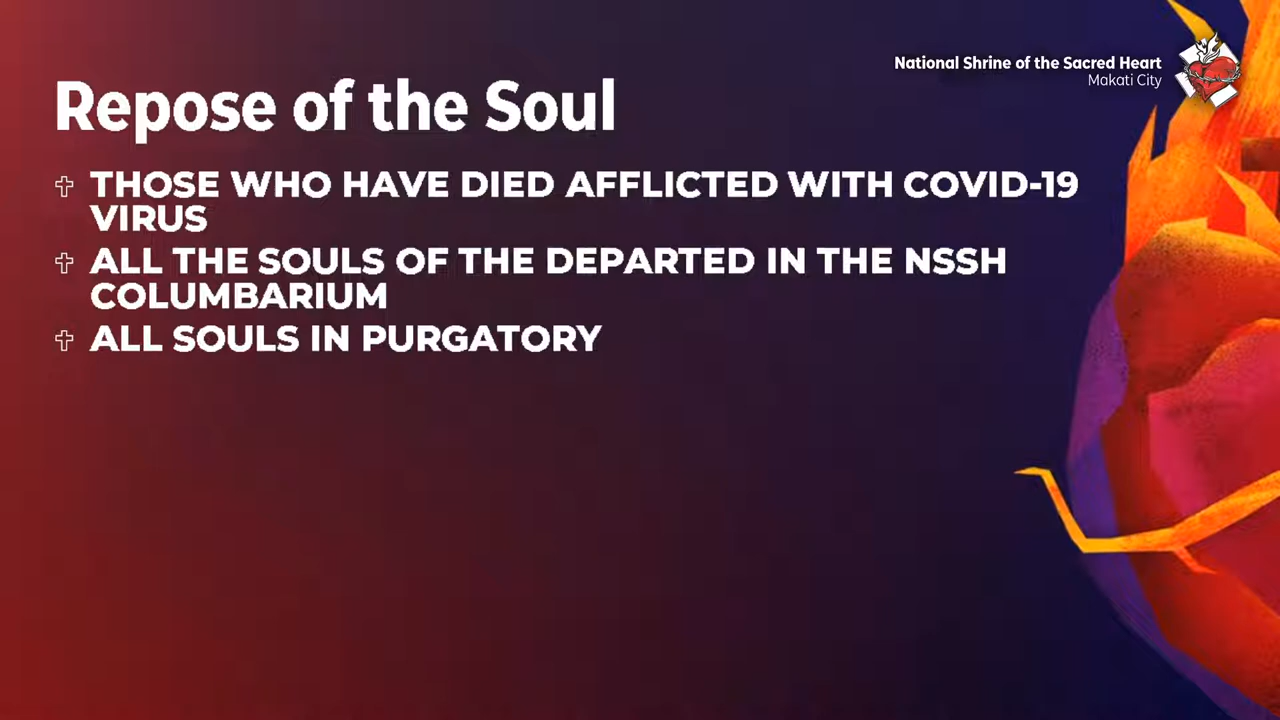 National Shrine of the Sacred Heart
Makati City
Repose of the Soul
THOSE WHO HAVE DIED AFFLICTED WITH COVID-19
VIRUS
ALL THE SOULS OF THE DEPARTED IN THE NSSH
COLUMBARIUM
ALL SOULS IN PURGATORY